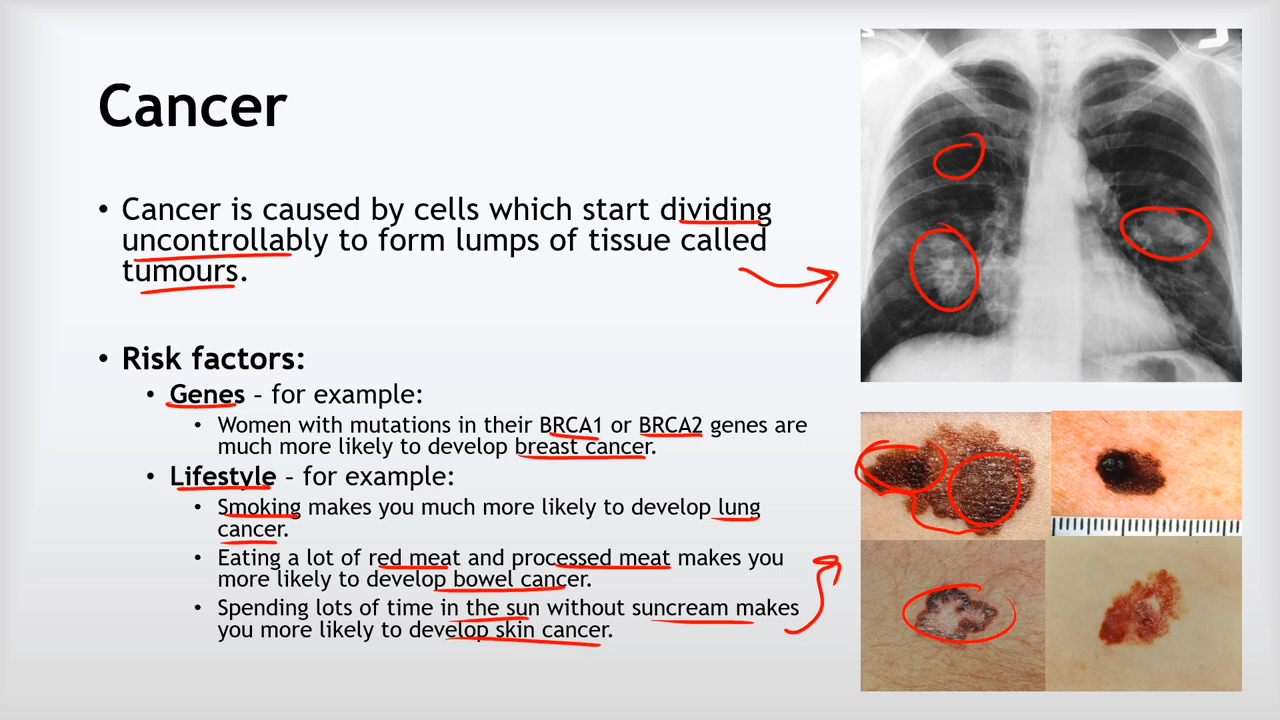 Cancer
• Cancer is caused by cells which start dividing
uncontrollably to form lumps of tissue called
tumours.
• Risk factors:
• Genes – for example:
• Women with mutations in their BRCA1 or BRCA2 genes are
much more likely to develop breast cancer.
• Lifestyle – for example:
• Smoking makes you much more likely to develop lung
cancer.
• Eating a lot of red meat and processed meat makes you
more likely to develop bowel cancer.
• Spending lots of time in the sun without suncream makes
you more likely to develop skin cancer.